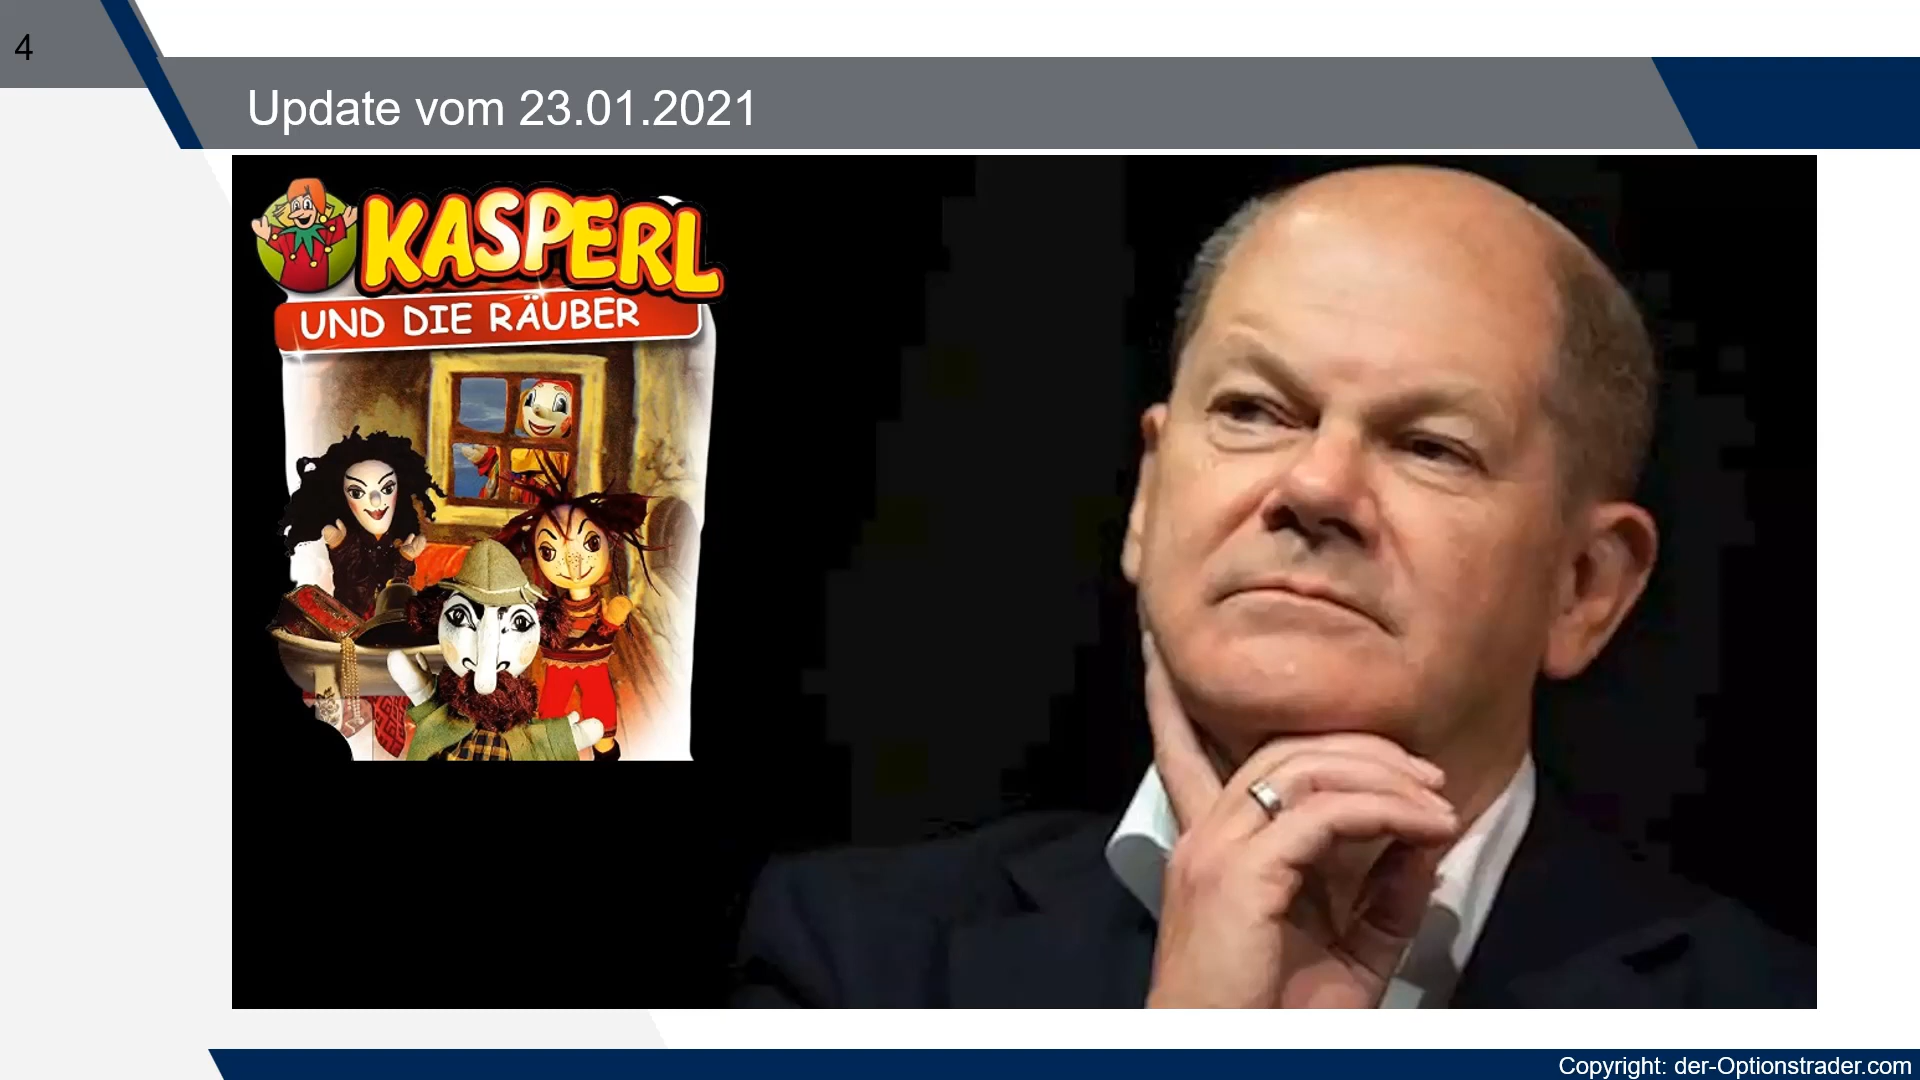 4
Update vom 23.01.2021
KASPERL
UND DIE RÄUBER
Copyright: der-Optionstrader.com